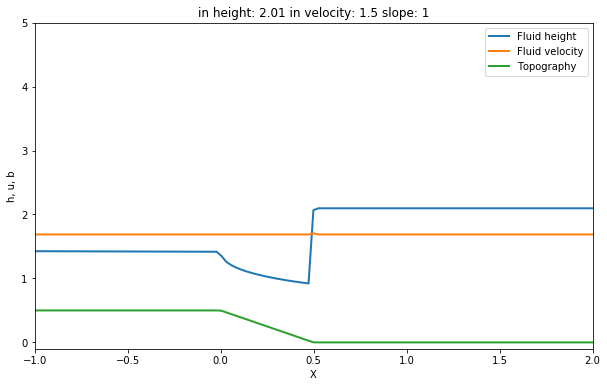 in height: 2.01 in velocity: 1.5 slope: 1
5
4
3
2
1
0
h, u, b
Fluid height
Fluid velocity
Topography
−1.0
−0.5
0.0
0.5
1.0
1.5
2.0
X